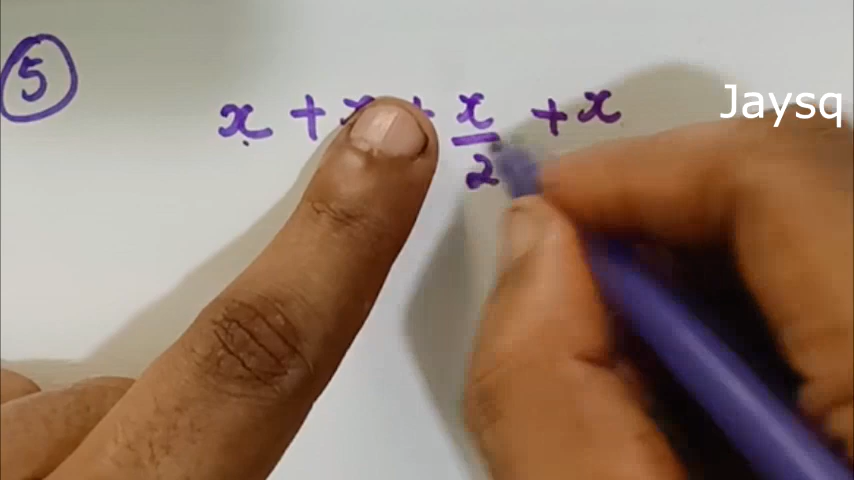 ⑤
x + x + x/2 + x
Jaysq